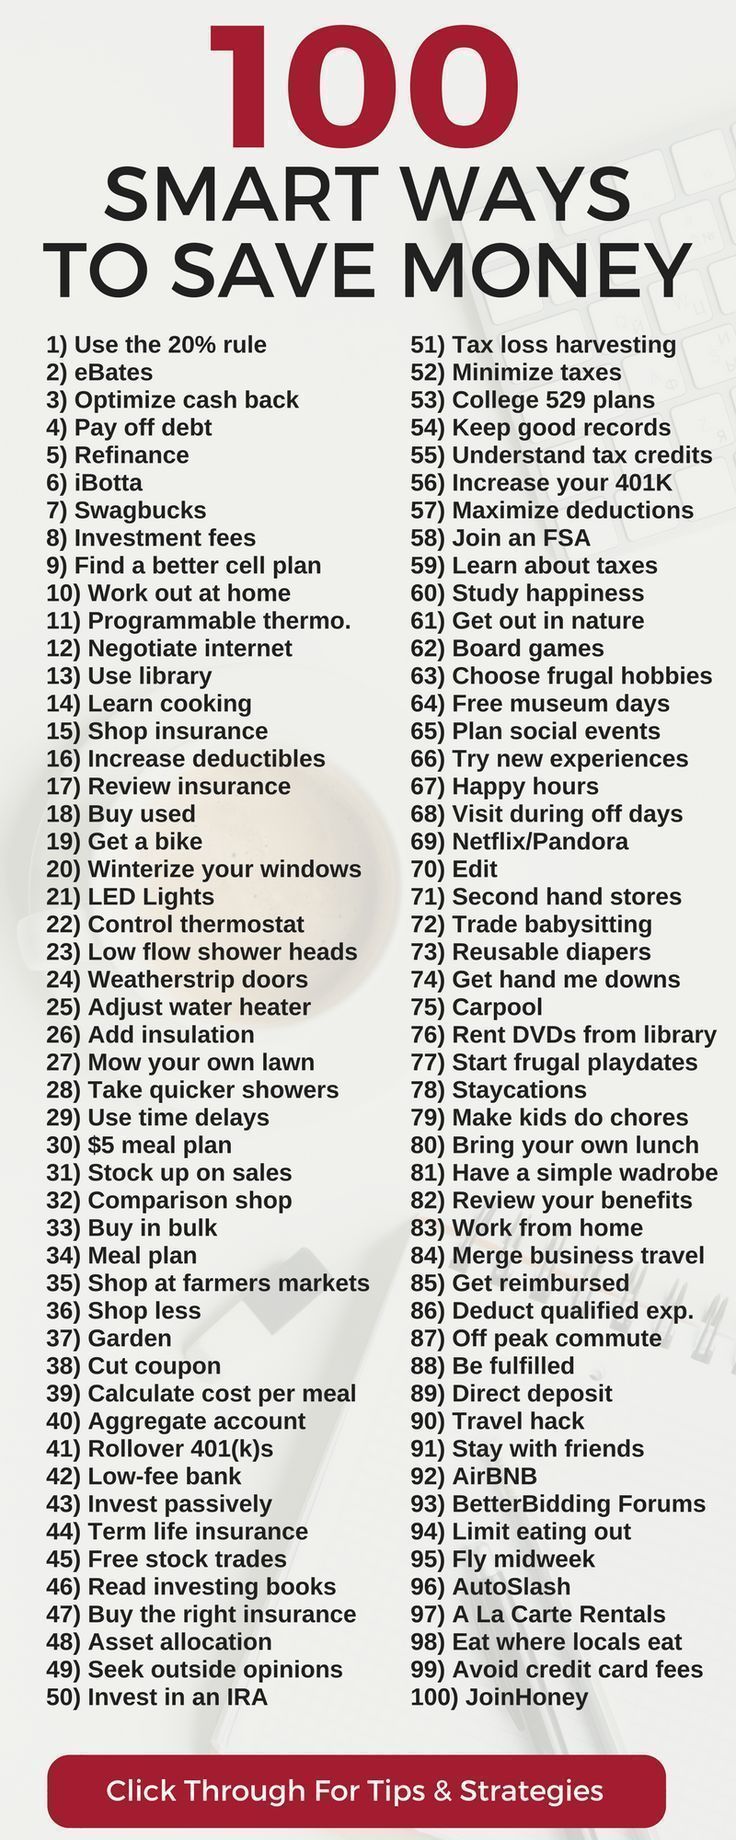 100
SMART WAYS
TO SAVE MONEY
1) Use the 20% rule
2) eBates
3) Optimize cash back
4) Pay off debt
5) Refinance
6) iBotta
7) Swagbucks
8) Investment fees
9) Find a better cell plan
10) Work out at home
11) Programmable thermo.
12) Negotiate internet
13) Use library
14) Learn cooking
15) Shop insurance
16) Increase deductibles
17) Review insurance
18) Buy used
19) Get a bike
20) Winterize your windows
21) LED Lights
22) Control thermostat
23) Low flow shower heads
24) Weatherstrip doors
25) Adjust water heater
26) Add insulation
27) Mow your own lawn
28) Take quicker showers
29) Use time delays
30) $5 meal plan
31) Stock up on sales
32) Comparison shop
33) Buy in bulk
34) Meal plan
35) Shop at farmers markets
36) Shop less
37) Garden
38) Cut coupon
39) Calculate cost per meal
40) Aggregate account
41) Rollover 401(k)s
42) Low-fee bank
43) Invest passively
44) Term life insurance
45) Free stock trades
46) Read investing books
47) Buy the right insurance
48) Asset allocation
49) Seek outside opinions
50) Invest in an IRA
51) Tax loss harvesting
52) Minimize taxes
53) College 529 plans
54) Keep good records
55) Understand tax credits
56) Increase your 401K
57) Maximize deductions
58) Join an FSA
59) Learn about taxes
60) Study happiness
61) Get out in nature
62) Board games
63) Choose frugal hobbies
64) Free museum days
65) Plan social events
66) Try new experiences
67) Happy hours
68) Visit during off days
69) Netflix/Pandora
70) Edit
71) Second hand stores
72) Trade babysitting
73) Reusable diapers
74) Get hand me downs
75) Carpool
76) Rent DVDs from library
77) Start frugal playdates
78) Staycations
79) Make kids do chores
80) Bring your own lunch
81) Have a simple wadrobe
82) Review your benefits
83) Work from home
84) Merge business travel
85) Get reimbursed
86) Deduct qualified exp.
87) Off peak commute
88) Be fulfilled
89) Direct deposit
90) Travel hack
91) Stay with friends
92) AirBNB
93) BetterBidding Forums
94) Limit eating out
95) Fly midweek
96) AutoSlash
97) A La Carte Rentals
98) Eat where locals eat
99) Avoid credit card fees
100) JoinHoney
Click Through For Tips & Strategies